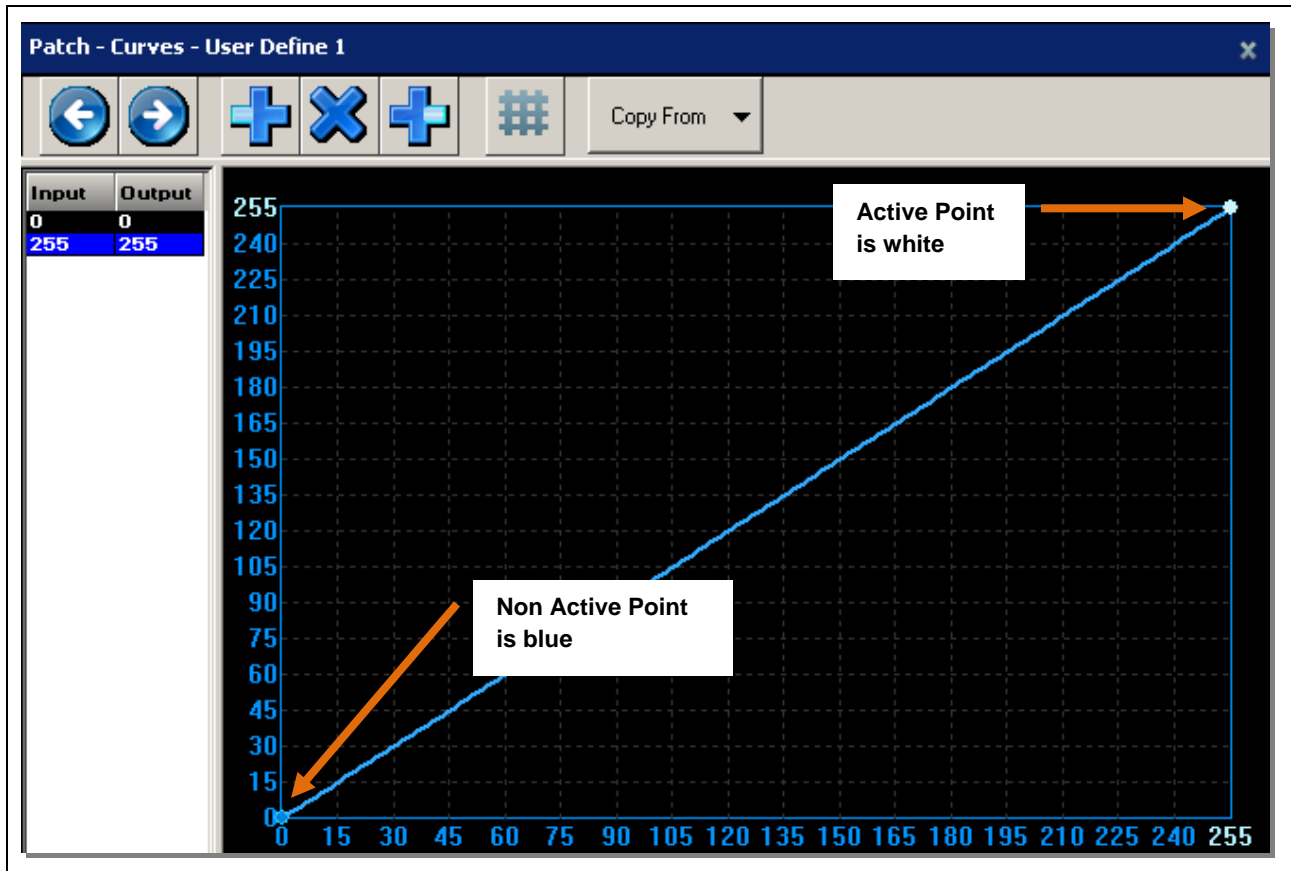 Patch - Curves - User Define 1
Copy From
Input Output
0 0
255 255
255
240
225
210
195
180
165
150
135
120
105
90
75
60
45
30
15
0
0 15 30 45 60 75 90 105 120 135 150 165 180 195 210 225 240 255
Active Point
is white
Non Active Point
is blue